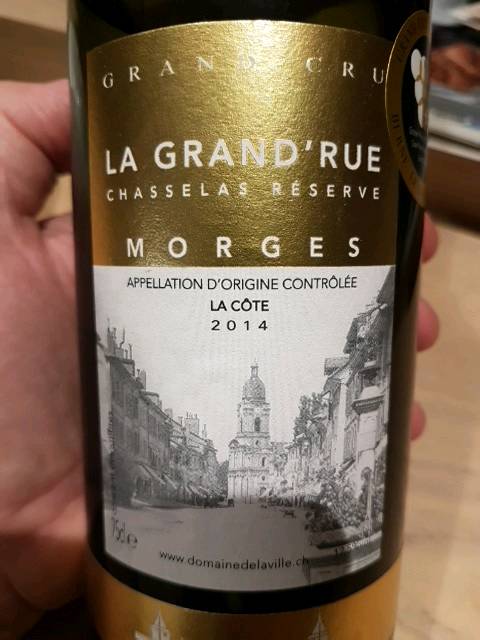 GRAND CRU
LA GRAND'RUE
CHASSELAS RÉSERVE
MORGES
APPELLATION D'ORIGINE CONTRÔLÉE
LA CÔTE
2014
75cl e
www.domainedelaville.ch